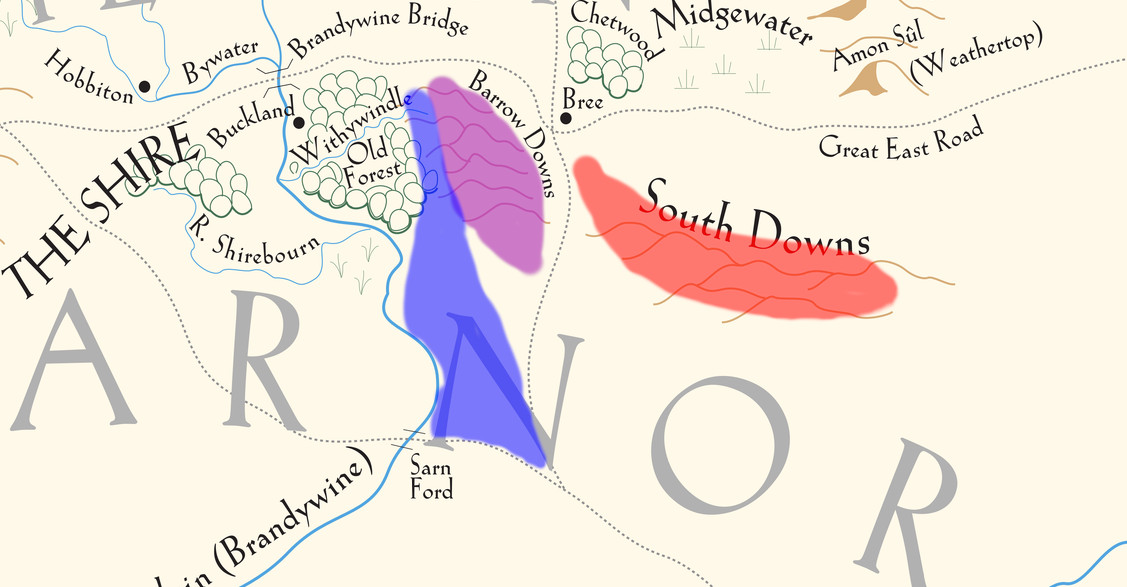 Hobbiton
Bywater
Brandywine Bridge
Chetwood
Midgewater
Amon Sûl
(Weathertop)
Buckland
Withywindle
Barrow Downs
Bree
Great East Road
Old
Forest
THE SHIRE
R. Shirebourn
South Downs
ARNOR
Sarn
Ford
(Brandywine)